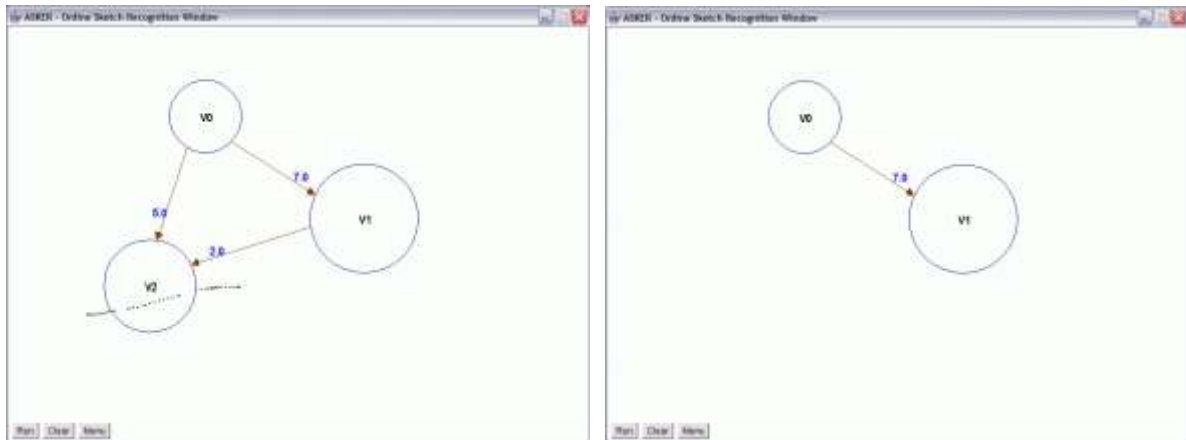 ASKER - Online Sketch Recognition Window
V0
7.0
5.0
V1
2.0
V2
Run Clear Menu
ASKER - Online Sketch Recognition Window
V0
7.0
V1
Run Clear Menu